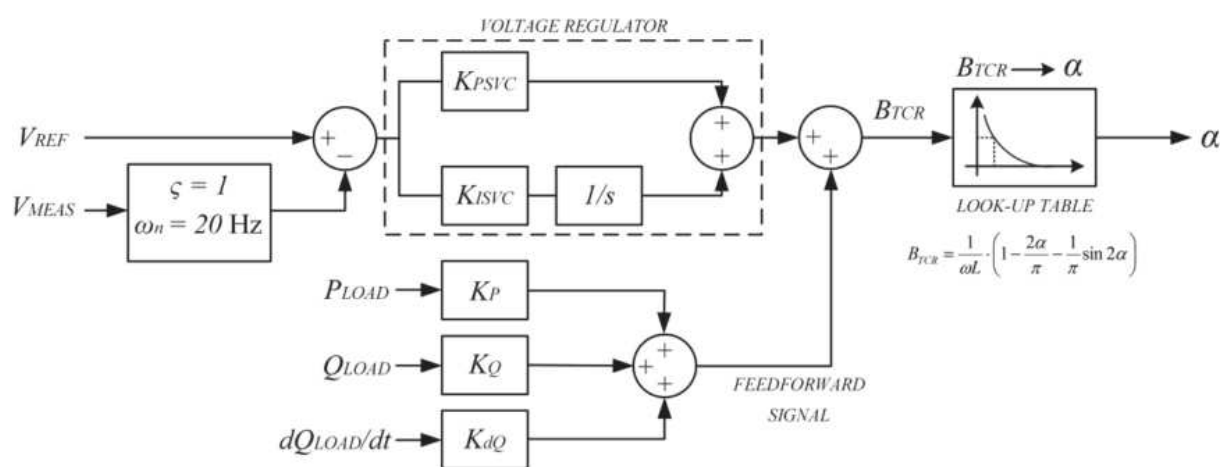 VOLTAGE REGULATOR
KPSVC
BTCR → α
VREF
+
−
+
+
+
+
BTCR
α
VMEAS
ς = 1
ωn = 20 Hz
KISVC
1/s
LOOK-UP TABLE
B_TCR = 1/ωL · (1 − 2α/π − 1/π sin 2α)
PLOAD
KP
QLOAD
KQ
+
+
+
FEEDFORWARD
SIGNAL
dQLOAD/dt
KdQ